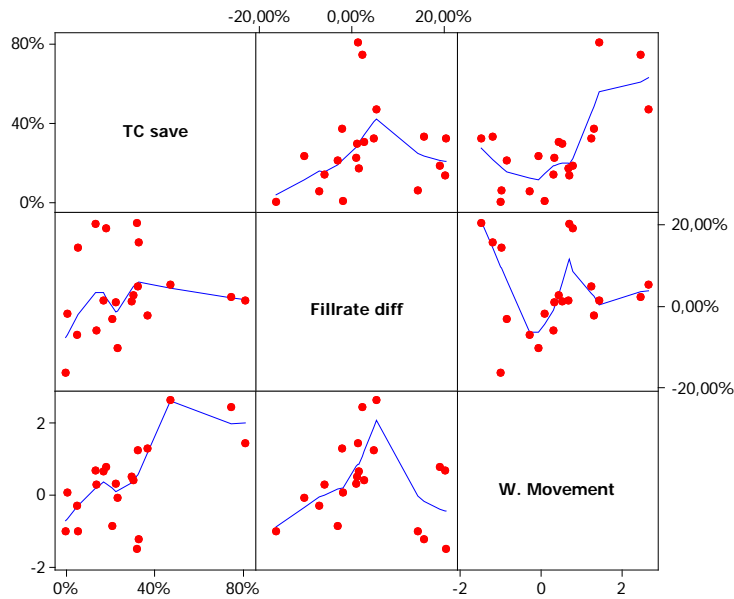 -20,00% 0,00% 20,00%
80%
40%
0%
TC save
20,00%
0,00%
-20,00%
Fillrate diff
2
0
-2
W. Movement
0% 40% 80%
-2 0 2